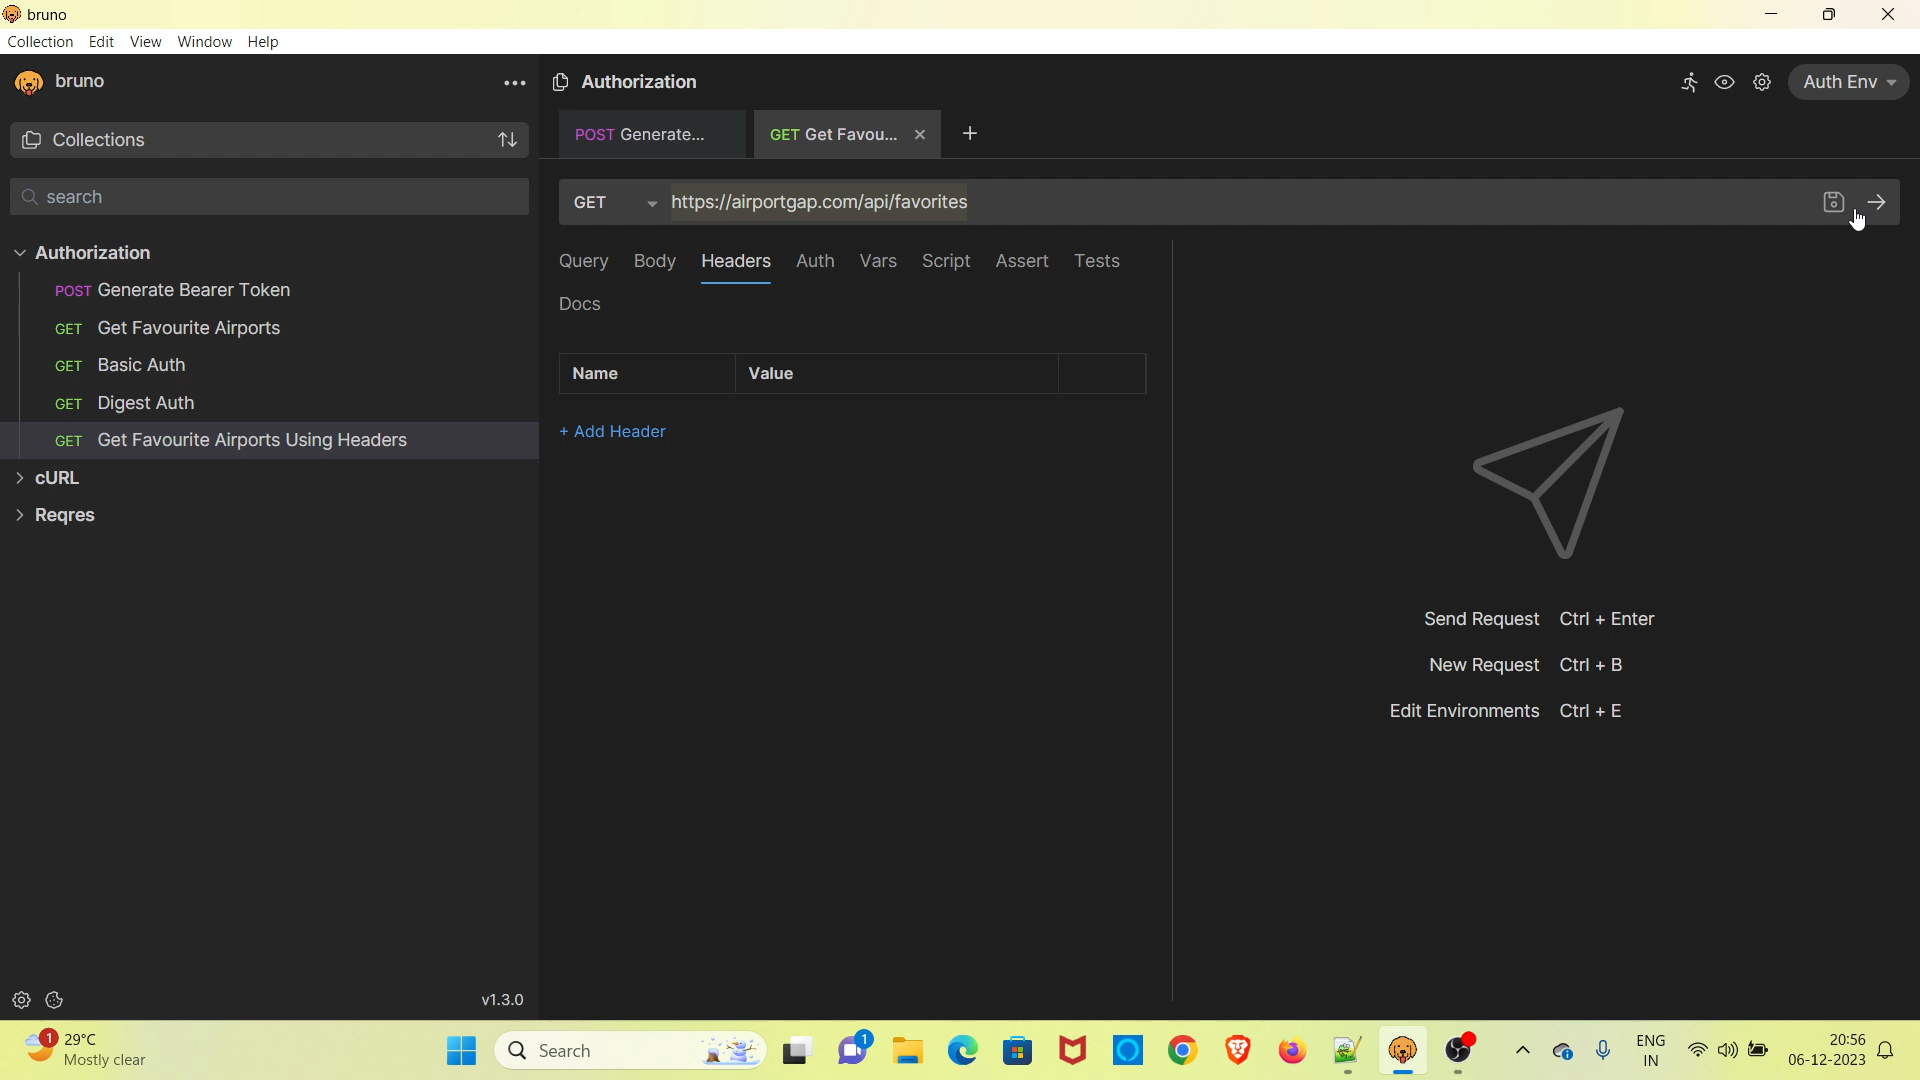 bruno
Collection Edit View Window Help
bruno
Authorization
Auth Env
Collections
POST Generate...
GET Get Favou...
search
GET https://airportgap.com/api/favorites
Authorization
POST Generate Bearer Token
GET Get Favourite Airports
GET Basic Auth
GET Digest Auth
GET Get Favourite Airports Using Headers
cURL
Reqres
Query Body Headers Auth Vars Script Assert Tests
Docs
Name Value
+ Add Header
Send Request Ctrl + Enter
New Request Ctrl + B
Edit Environments Ctrl + E
v1.3.0
1
29°C
Mostly clear
Search
1
ENG
IN
20:56
06-12-2023